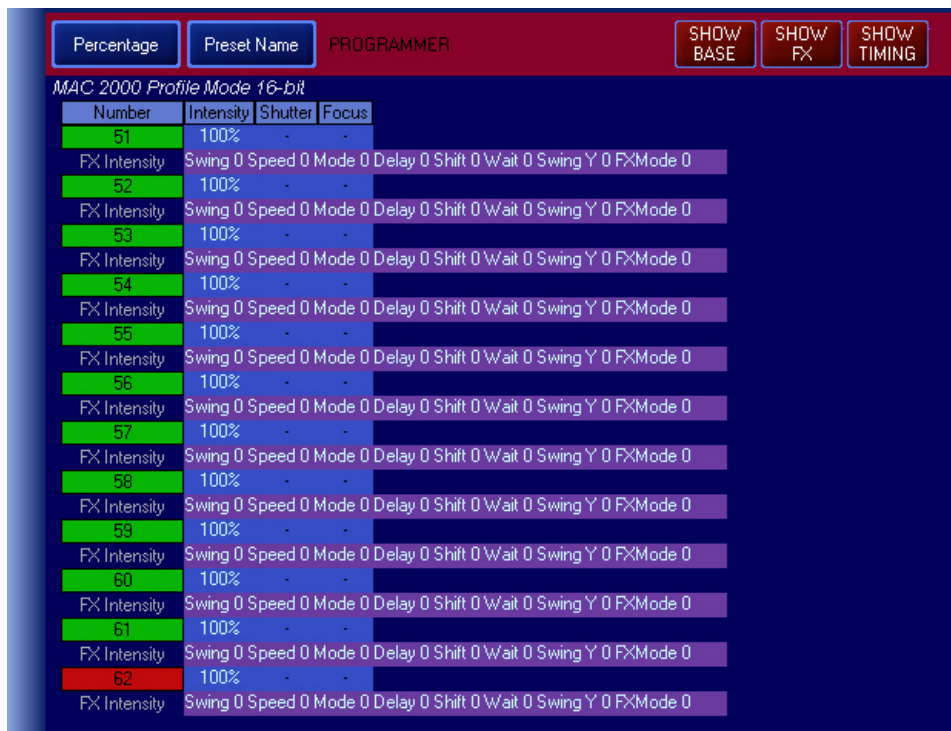 Percentage Preset Name PROGRAMMER SHOW BASE SHOW FX SHOW TIMING
MAC 2000 Profile Mode 16-bit
Number Intensity Shutter Focus
51 100% - -
FX Intensity Swing 0 Speed 0 Mode 0 Delay 0 Shift 0 Wait 0 Swing Y 0 FXMode 0
52 100% - -
FX Intensity Swing 0 Speed 0 Mode 0 Delay 0 Shift 0 Wait 0 Swing Y 0 FXMode 0
53 100% - -
FX Intensity Swing 0 Speed 0 Mode 0 Delay 0 Shift 0 Wait 0 Swing Y 0 FXMode 0
54 100% - -
FX Intensity Swing 0 Speed 0 Mode 0 Delay 0 Shift 0 Wait 0 Swing Y 0 FXMode 0
55 100% - -
FX Intensity Swing 0 Speed 0 Mode 0 Delay 0 Shift 0 Wait 0 Swing Y 0 FXMode 0
56 100% - -
FX Intensity Swing 0 Speed 0 Mode 0 Delay 0 Shift 0 Wait 0 Swing Y 0 FXMode 0
57 100% - -
FX Intensity Swing 0 Speed 0 Mode 0 Delay 0 Shift 0 Wait 0 Swing Y 0 FXMode 0
58 100% - -
FX Intensity Swing 0 Speed 0 Mode 0 Delay 0 Shift 0 Wait 0 Swing Y 0 FXMode 0
59 100% - -
FX Intensity Swing 0 Speed 0 Mode 0 Delay 0 Shift 0 Wait 0 Swing Y 0 FXMode 0
60 100% - -
FX Intensity Swing 0 Speed 0 Mode 0 Delay 0 Shift 0 Wait 0 Swing Y 0 FXMode 0
61 100% - -
FX Intensity Swing 0 Speed 0 Mode 0 Delay 0 Shift 0 Wait 0 Swing Y 0 FXMode 0
62 100% - -
FX Intensity Swing 0 Speed 0 Mode 0 Delay 0 Shift 0 Wait 0 Swing Y 0 FXMode 0